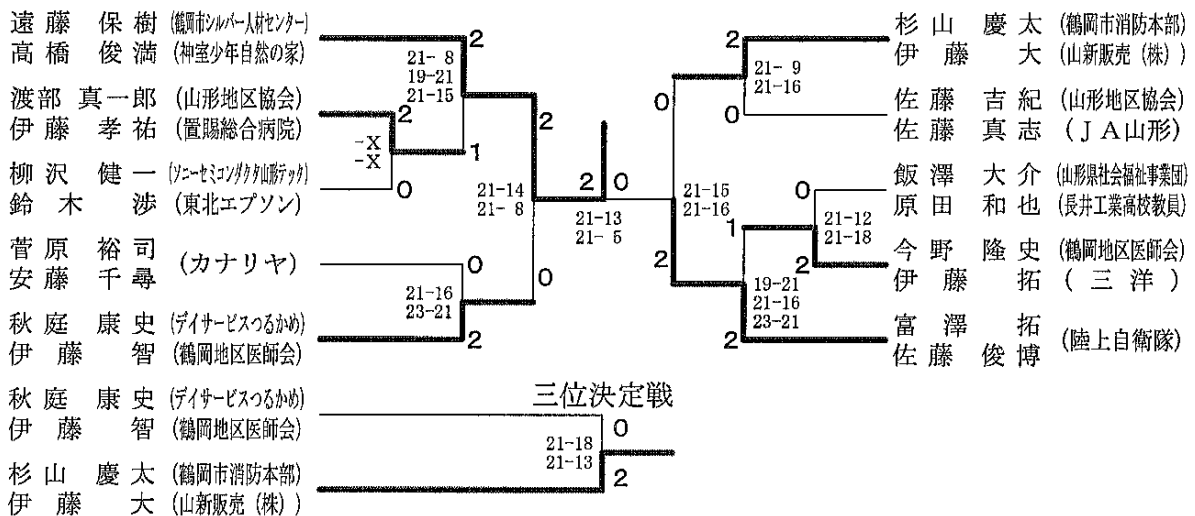 遠藤 保樹 (鶴岡市シルバー人材センター)
髙橋 俊満 (神室少年自然の家)
渡部 真一郎 (山形地区協会)
伊藤 孝祐 (置賜総合病院)
柳沢 健一 (ソニーセミコンダクタ山形テック)
鈴木 渉 (東北エプソン)
菅原 裕司
安藤 千尋
(カナリヤ)
秋庭 康史 (デイサービスつるかめ)
伊藤 智 (鶴岡地区医師会)
2
21- 8
19-21
21-15
2
-X
-X
0
1
2
21-14
21- 8
0
0
21-16
23-21
2
2
0
21-13
21- 5
0
21-15
21-16
2
2
21- 9
21-16
0
0
21-12
21-18
2
1
19-21
21-16
23-21
2
杉山 慶太 (鶴岡市消防本部)
伊藤 大 (山新販売(株))
佐藤 吉紀 (山形地区協会)
佐藤 真志 (JA山形)
飯澤 大介 (山形県社会福祉事業団)
原田 和也 (長井工業高校教員)
今野 隆史 (鶴岡地区医師会)
伊藤 拓 (三洋)
富澤 拓
佐藤 俊博
(陸上自衛隊)
三位決定戦
秋庭 康史 (デイサービスつるかめ)
伊藤 智 (鶴岡地区医師会)
杉山 慶太 (鶴岡市消防本部)
伊藤 大 (山新販売(株))
0
21-18
21-13
2